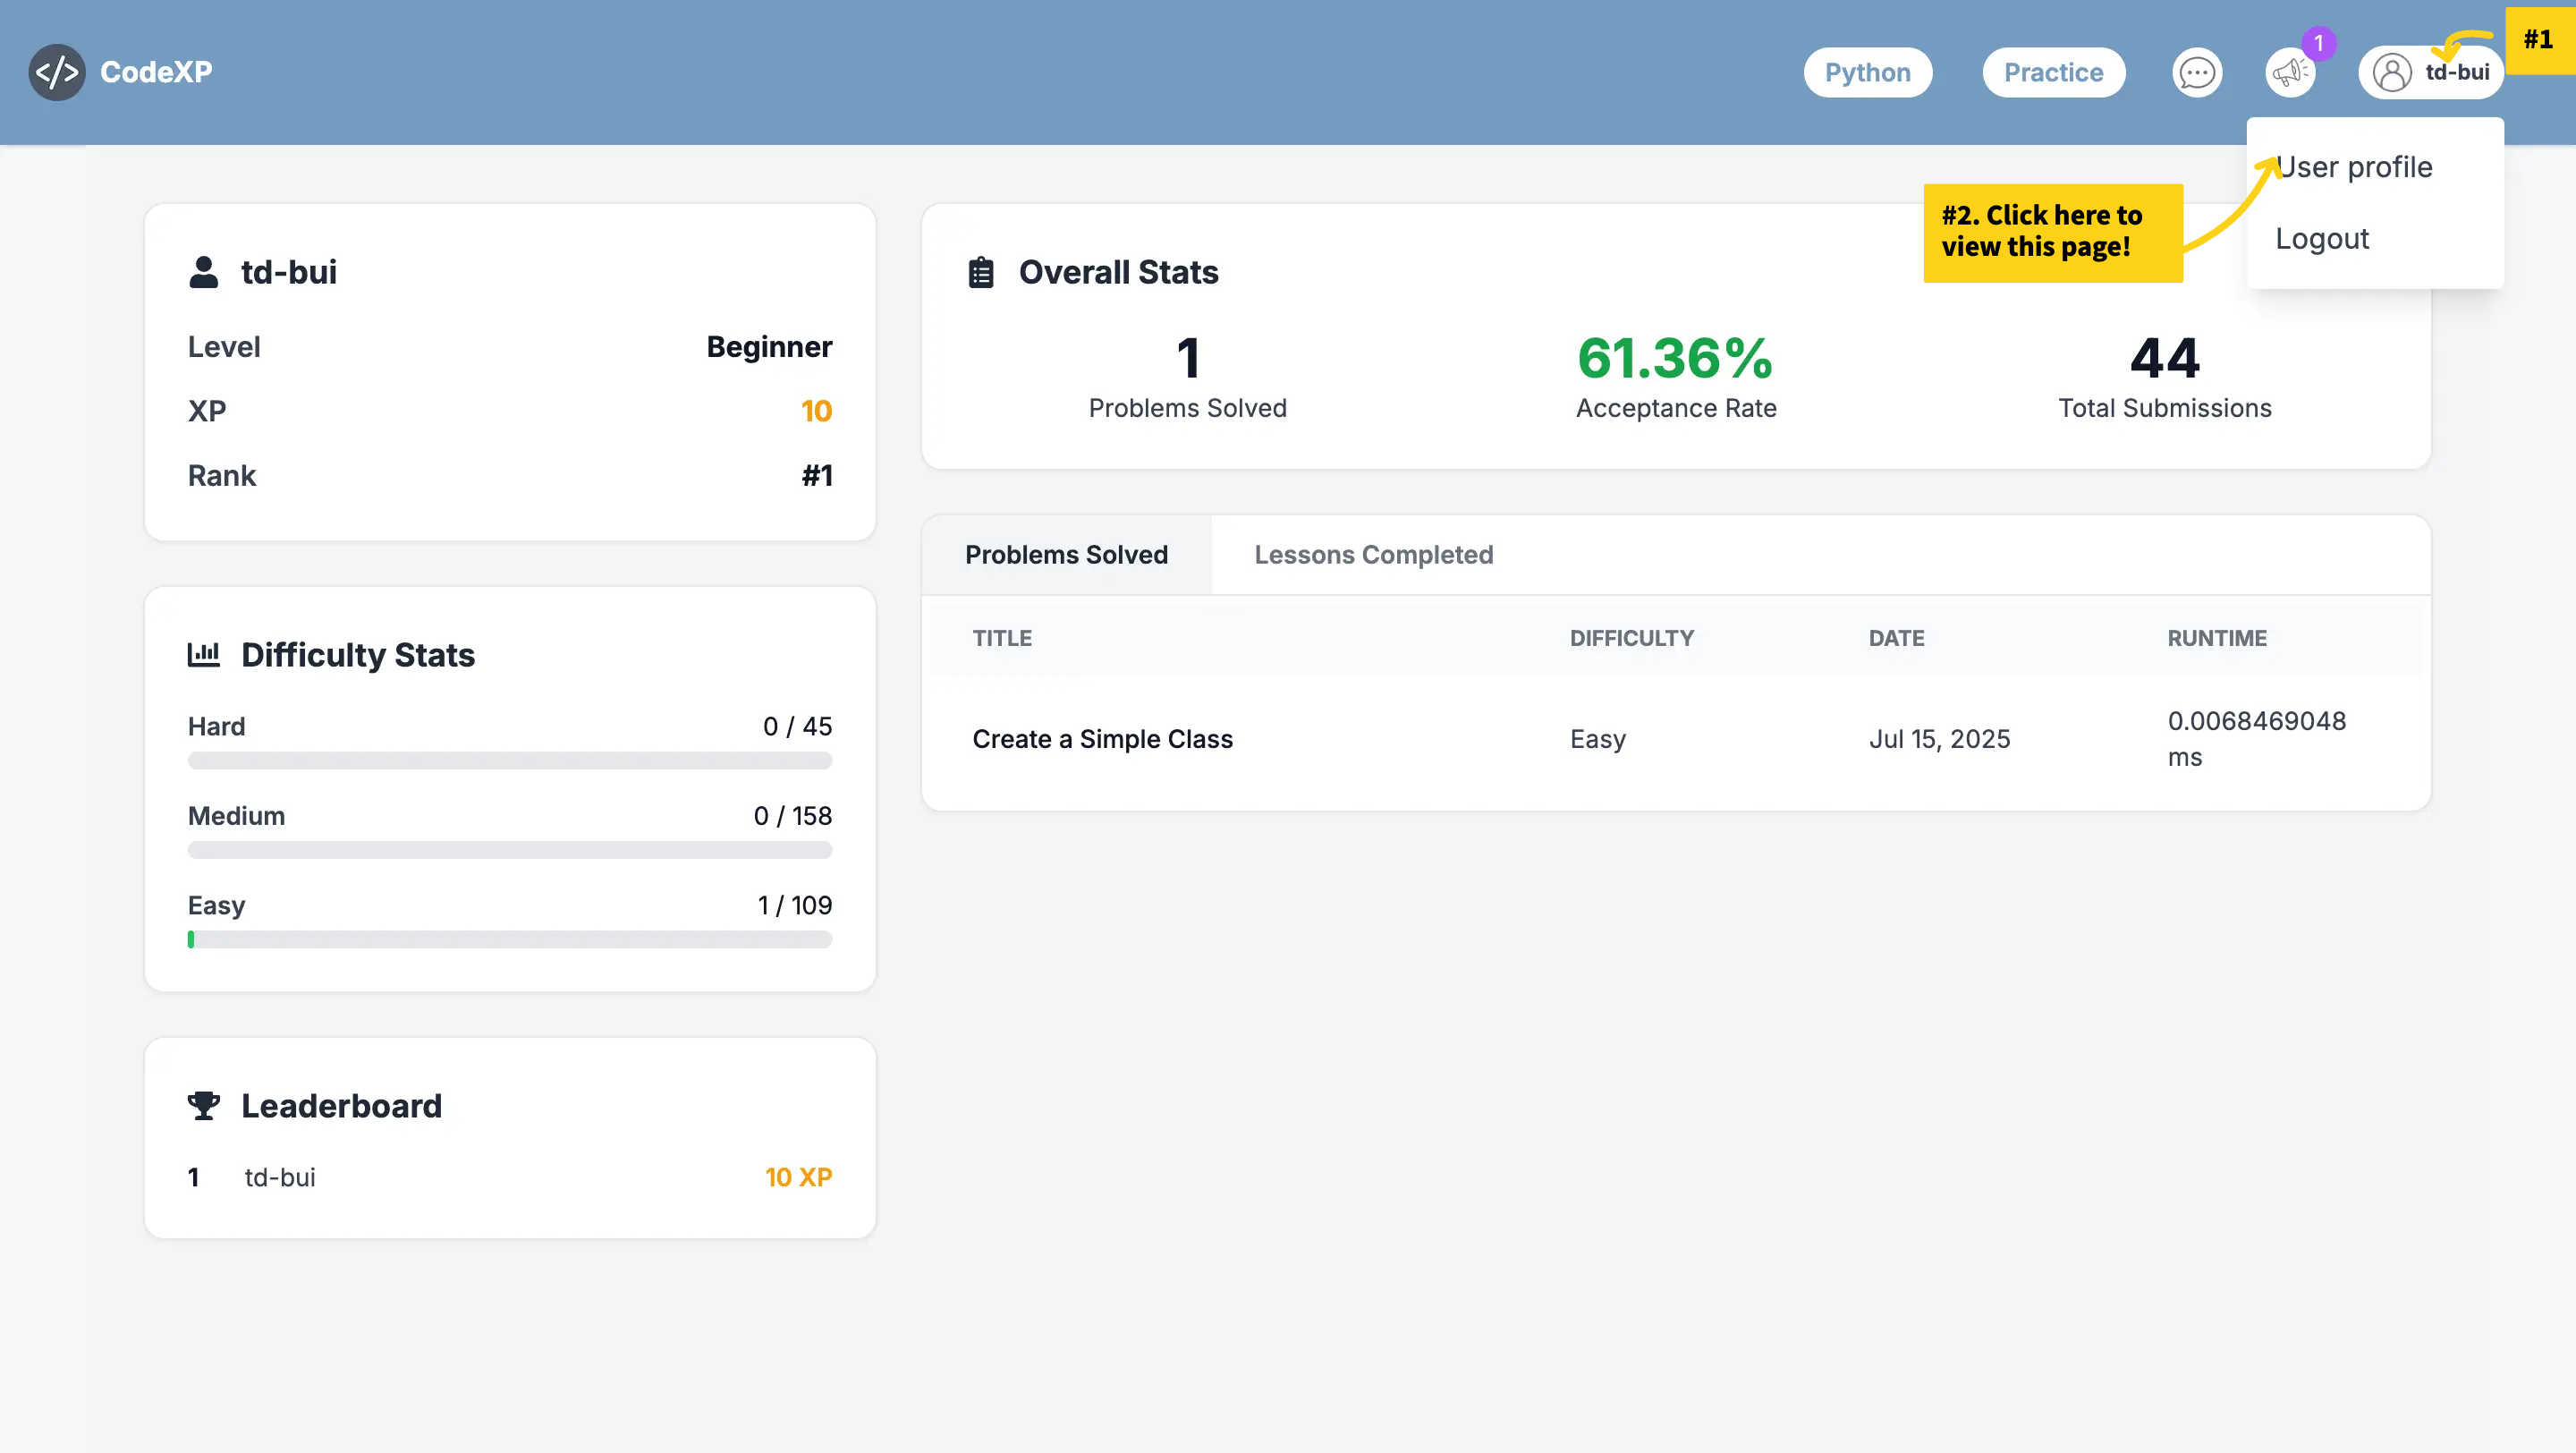 </> CodeXP
Python
Practice
1
td-bui
#1
User profile
Logout
#2. Click here to
view this page!
td-bui
Level Beginner
XP 10
Rank #1
Overall Stats
1 61.36% 44
Problems Solved Acceptance Rate Total Submissions
Difficulty Stats
Hard 0 / 45
Medium 0 / 158
Easy 1 / 109
Problems Solved Lessons Completed
TITLE DIFFICULTY DATE RUNTIME
Create a Simple Class Easy Jul 15, 2025 0.0068469048
ms
Leaderboard
1 td-bui 10 XP